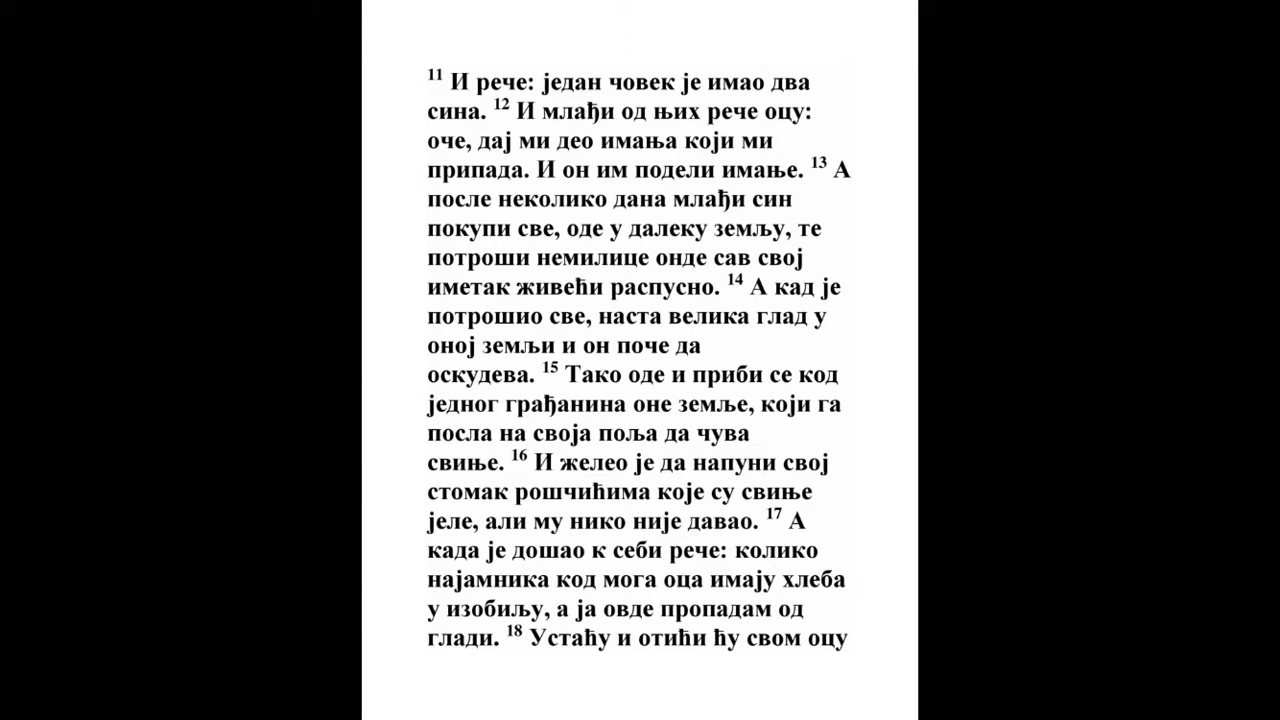 11 И рече: један човек је имао два
сина. 12 И млађи од њих рече оцу:
оче, дај ми део имања који ми
припада. И он им подели имање. 13 А
после неколико дана млађи син
покупи све, оде у далеку земљу, те
потроши немилице онде сав свој
иметак живећи распусно. 14 А кад је
потрошио све, наста велика глад у
оној земљи и он поче да
оскудева. 15 Тако оде и приби се код
једног грађанина оне земље, који га
посла на своја поља да чува
свиње. 16 И желео је да напуни свој
стомак рошчићима које су свиње
јеле, али му нико није давао. 17 А
када је дошао к себи рече: колико
најамника код мога оца имају хлеба
у изобиљу, а ја овде пропадам од
глади. 18 Устаћу и отићи ћу свом оцу